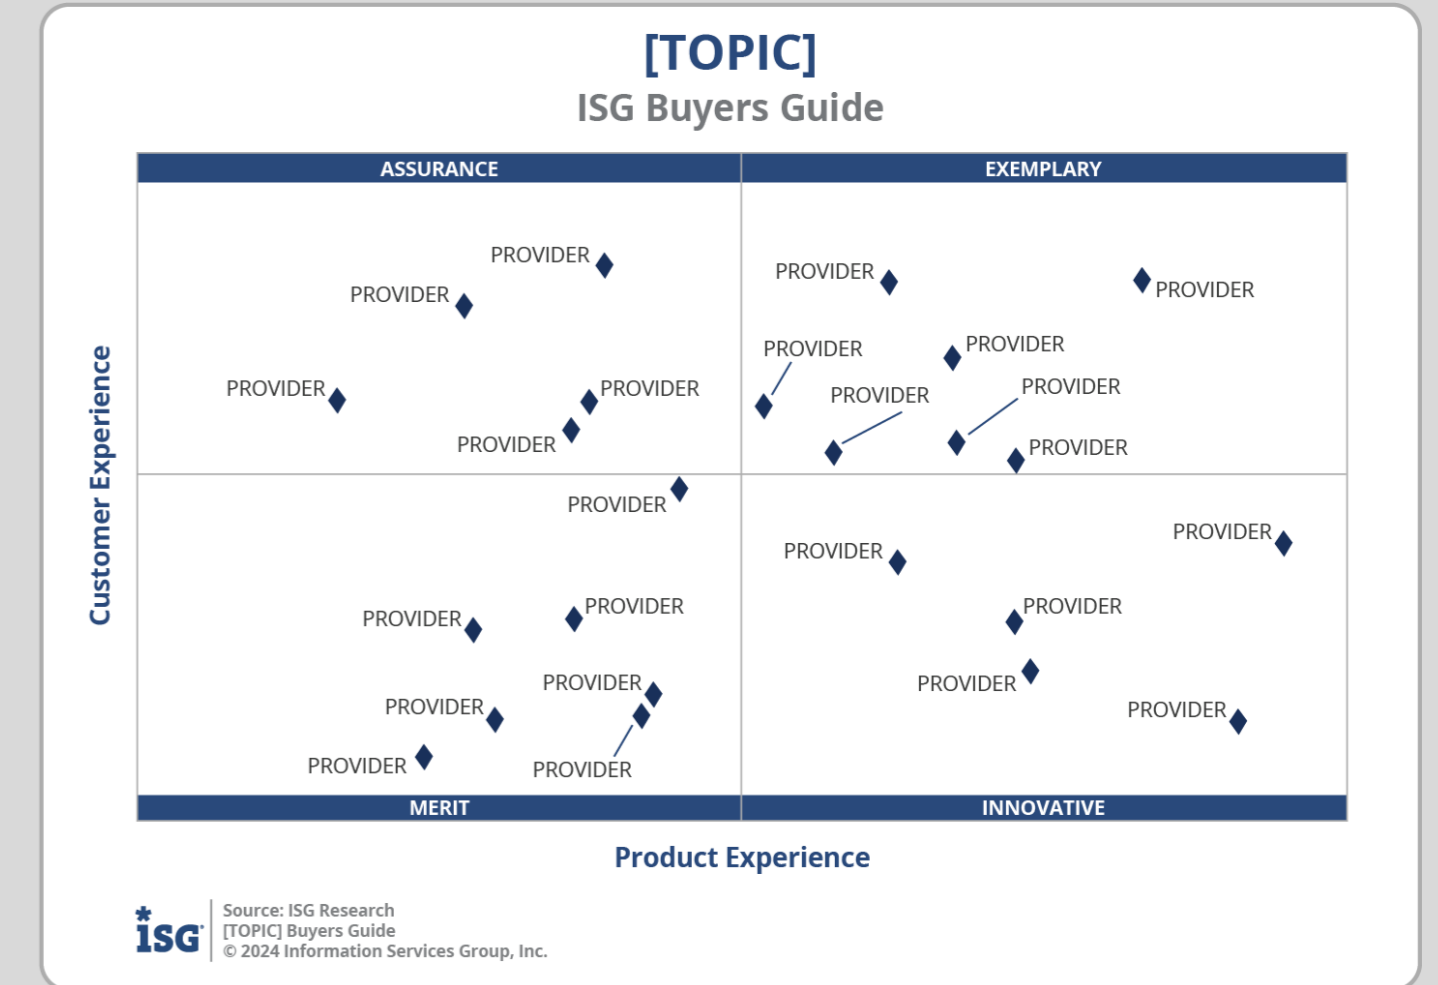 [TOPIC]
ISG Buyers Guide
ASSURANCE
EXEMPLARY
PROVIDER
PROVIDER
PROVIDER
PROVIDER
PROVIDER
PROVIDER
PROVIDER
PROVIDER
PROVIDER
PROVIDER
PROVIDER
PROVIDER
Customer Experience
PROVIDER
PROVIDER
PROVIDER
PROVIDER
PROVIDER
PROVIDER
PROVIDER
PROVIDER
PROVIDER
PROVIDER
PROVIDER
PROVIDER
MERIT
INNOVATIVE
Product Experience
ISG
Source: ISG Research
[TOPIC] Buyers Guide
© 2024 Information Services Group, Inc.